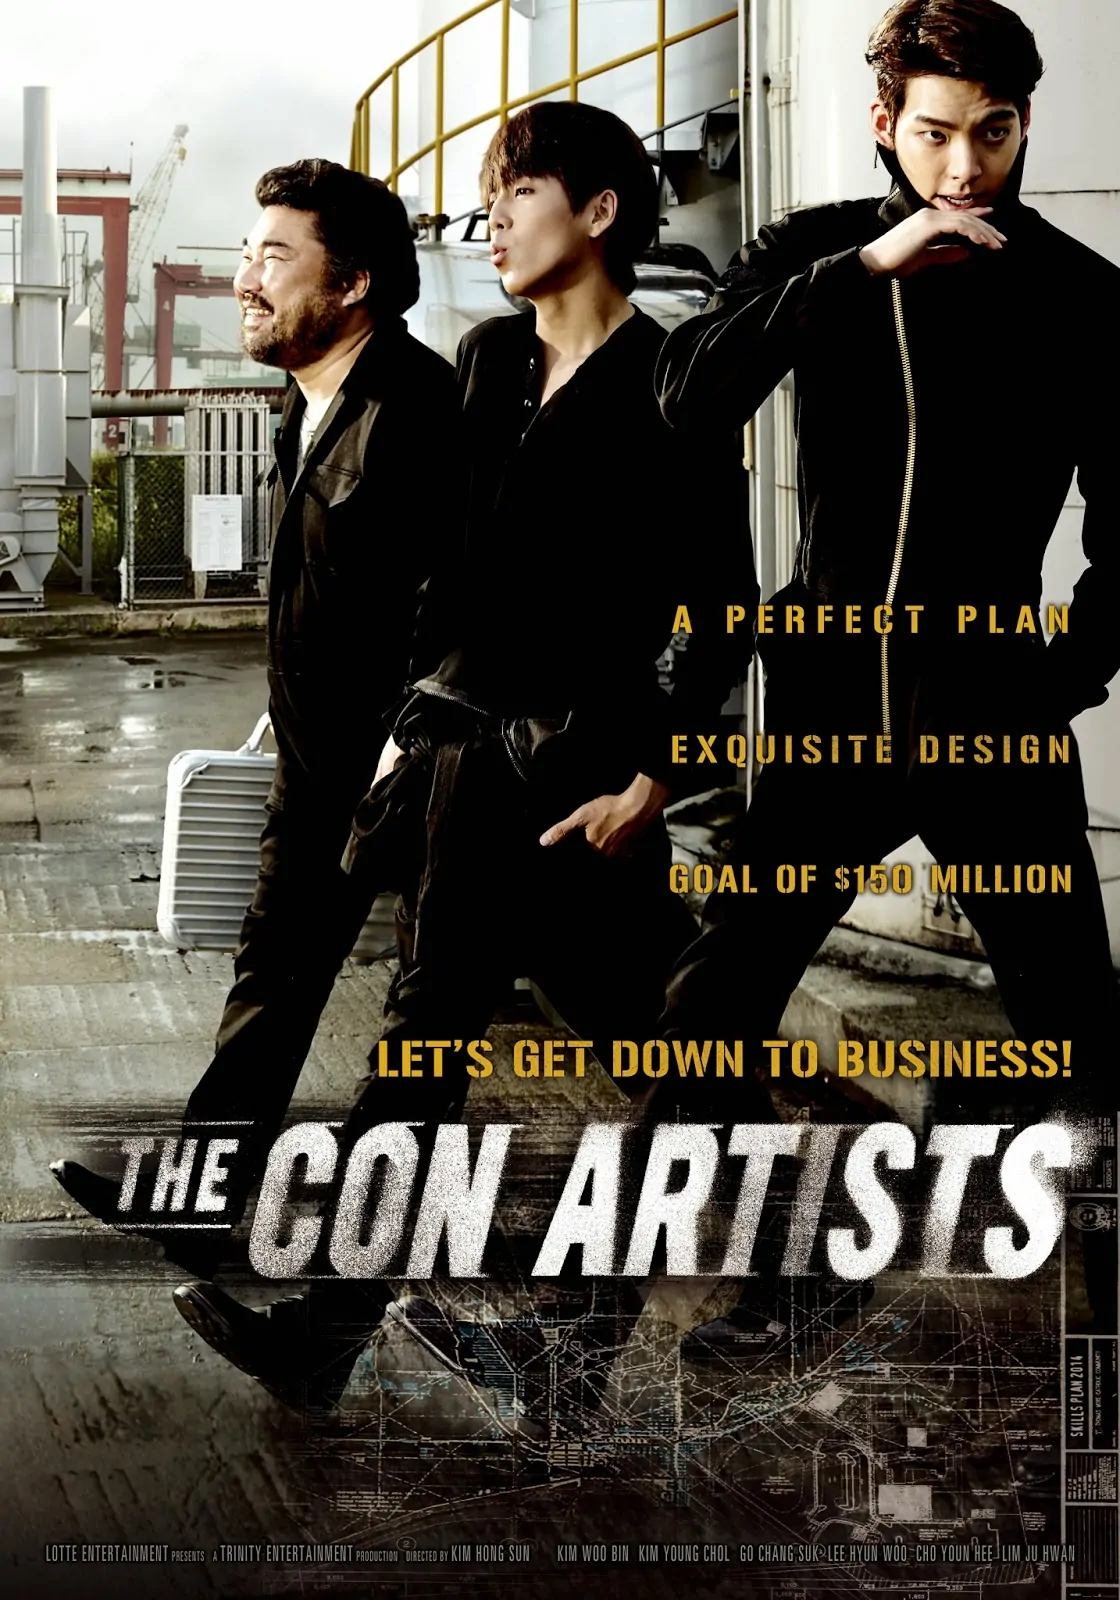 A PERFECT PLAN
EXQUISITE DESIGN
GOAL OF $150 MILLION
LET'S GET DOWN TO BUSINESS!
THE CON ARTISTS
SKILLS PLAN 2014
LOTTE ENTERTAINMENT PRESENTS A TRINITY ENTERTAINMENT PRODUCTION DIRECTED BY KIM HONG SUN KIM WOO BIN KIM YOUNG CHOL GO CHANG SUK LEE HYUN WOO CHO YOUN HEE LIM JU HWAN